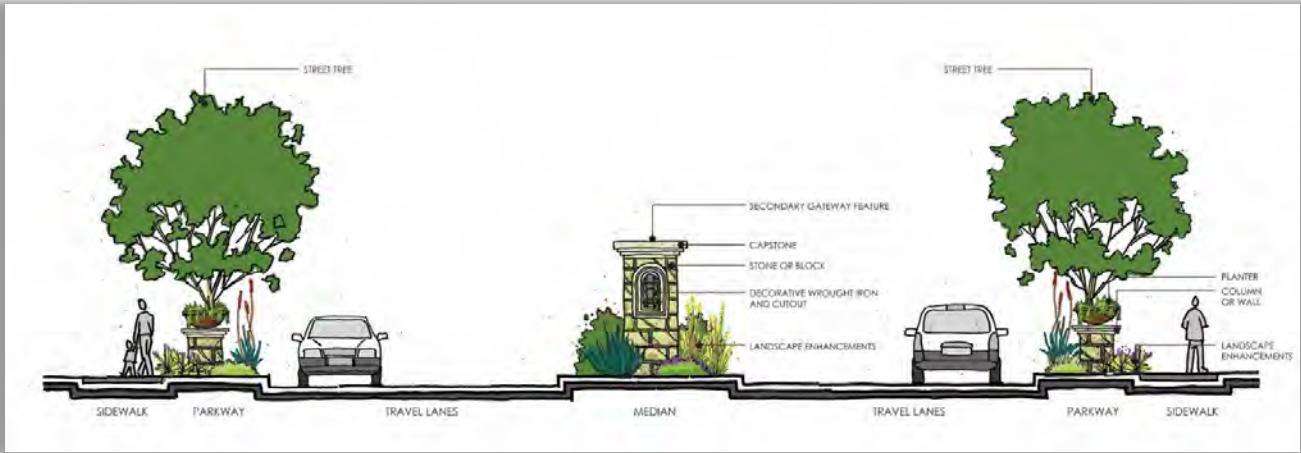 STREET TREE
STREET TREE
SECONDARY GATEWAY FEATURE
CAPSTONE
STONE OR BLOCK
DECORATIVE WROUGHT IRON
AND CUTOUT
LANDSCAPE ENHANCEMENTS
PLANTER
COLUMN
OR WALL
LANDSCAPE
ENHANCEMENTS
SIDEWALK
PARKWAY
TRAVEL LANES
MEDIAN
TRAVEL LANES
PARKWAY
SIDEWALK